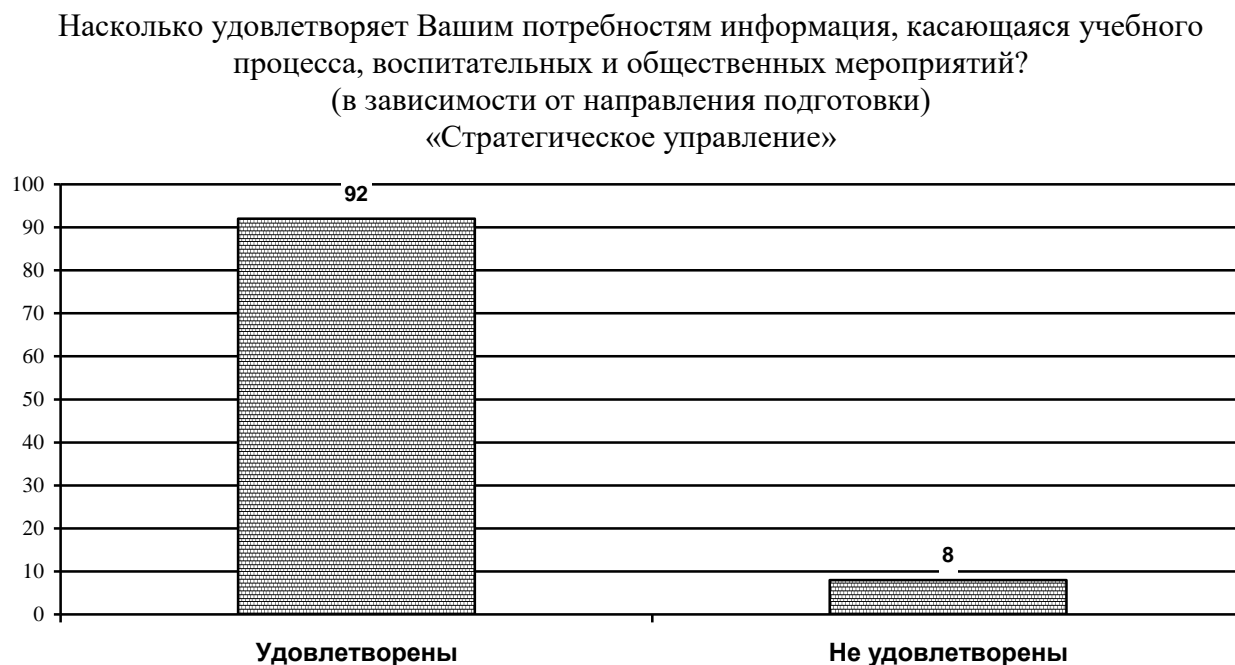 Насколько удовлетворяет Вашим потребностям информация, касающаяся учебного
процесса, воспитательных и общественных мероприятий?
(в зависимости от направления подготовки)
«Стратегическое управление»
100
90
80
70
60
50
40
30
20
10
0
92
8
Удовлетворены
Не удовлетворены